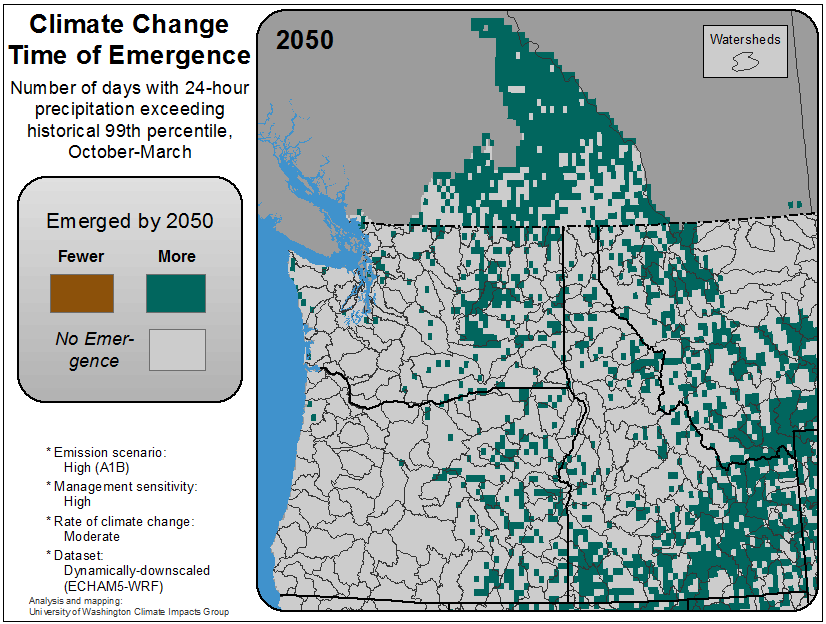 Climate Change
Time of Emergence
Number of days with 24-hour
precipitation exceeding
historical 99th percentile,
October-March
Emerged by 2050
Fewer
More
No Emer-
gence
* Emission scenario:
High (A1B)
* Management sensitivity:
High
* Rate of climate change:
Moderate
* Dataset:
Dynamically-downscaled
(ECHAM5-WRF)
Analysis and mapping:
University of Washington Climate Impacts Group
2050
Watersheds